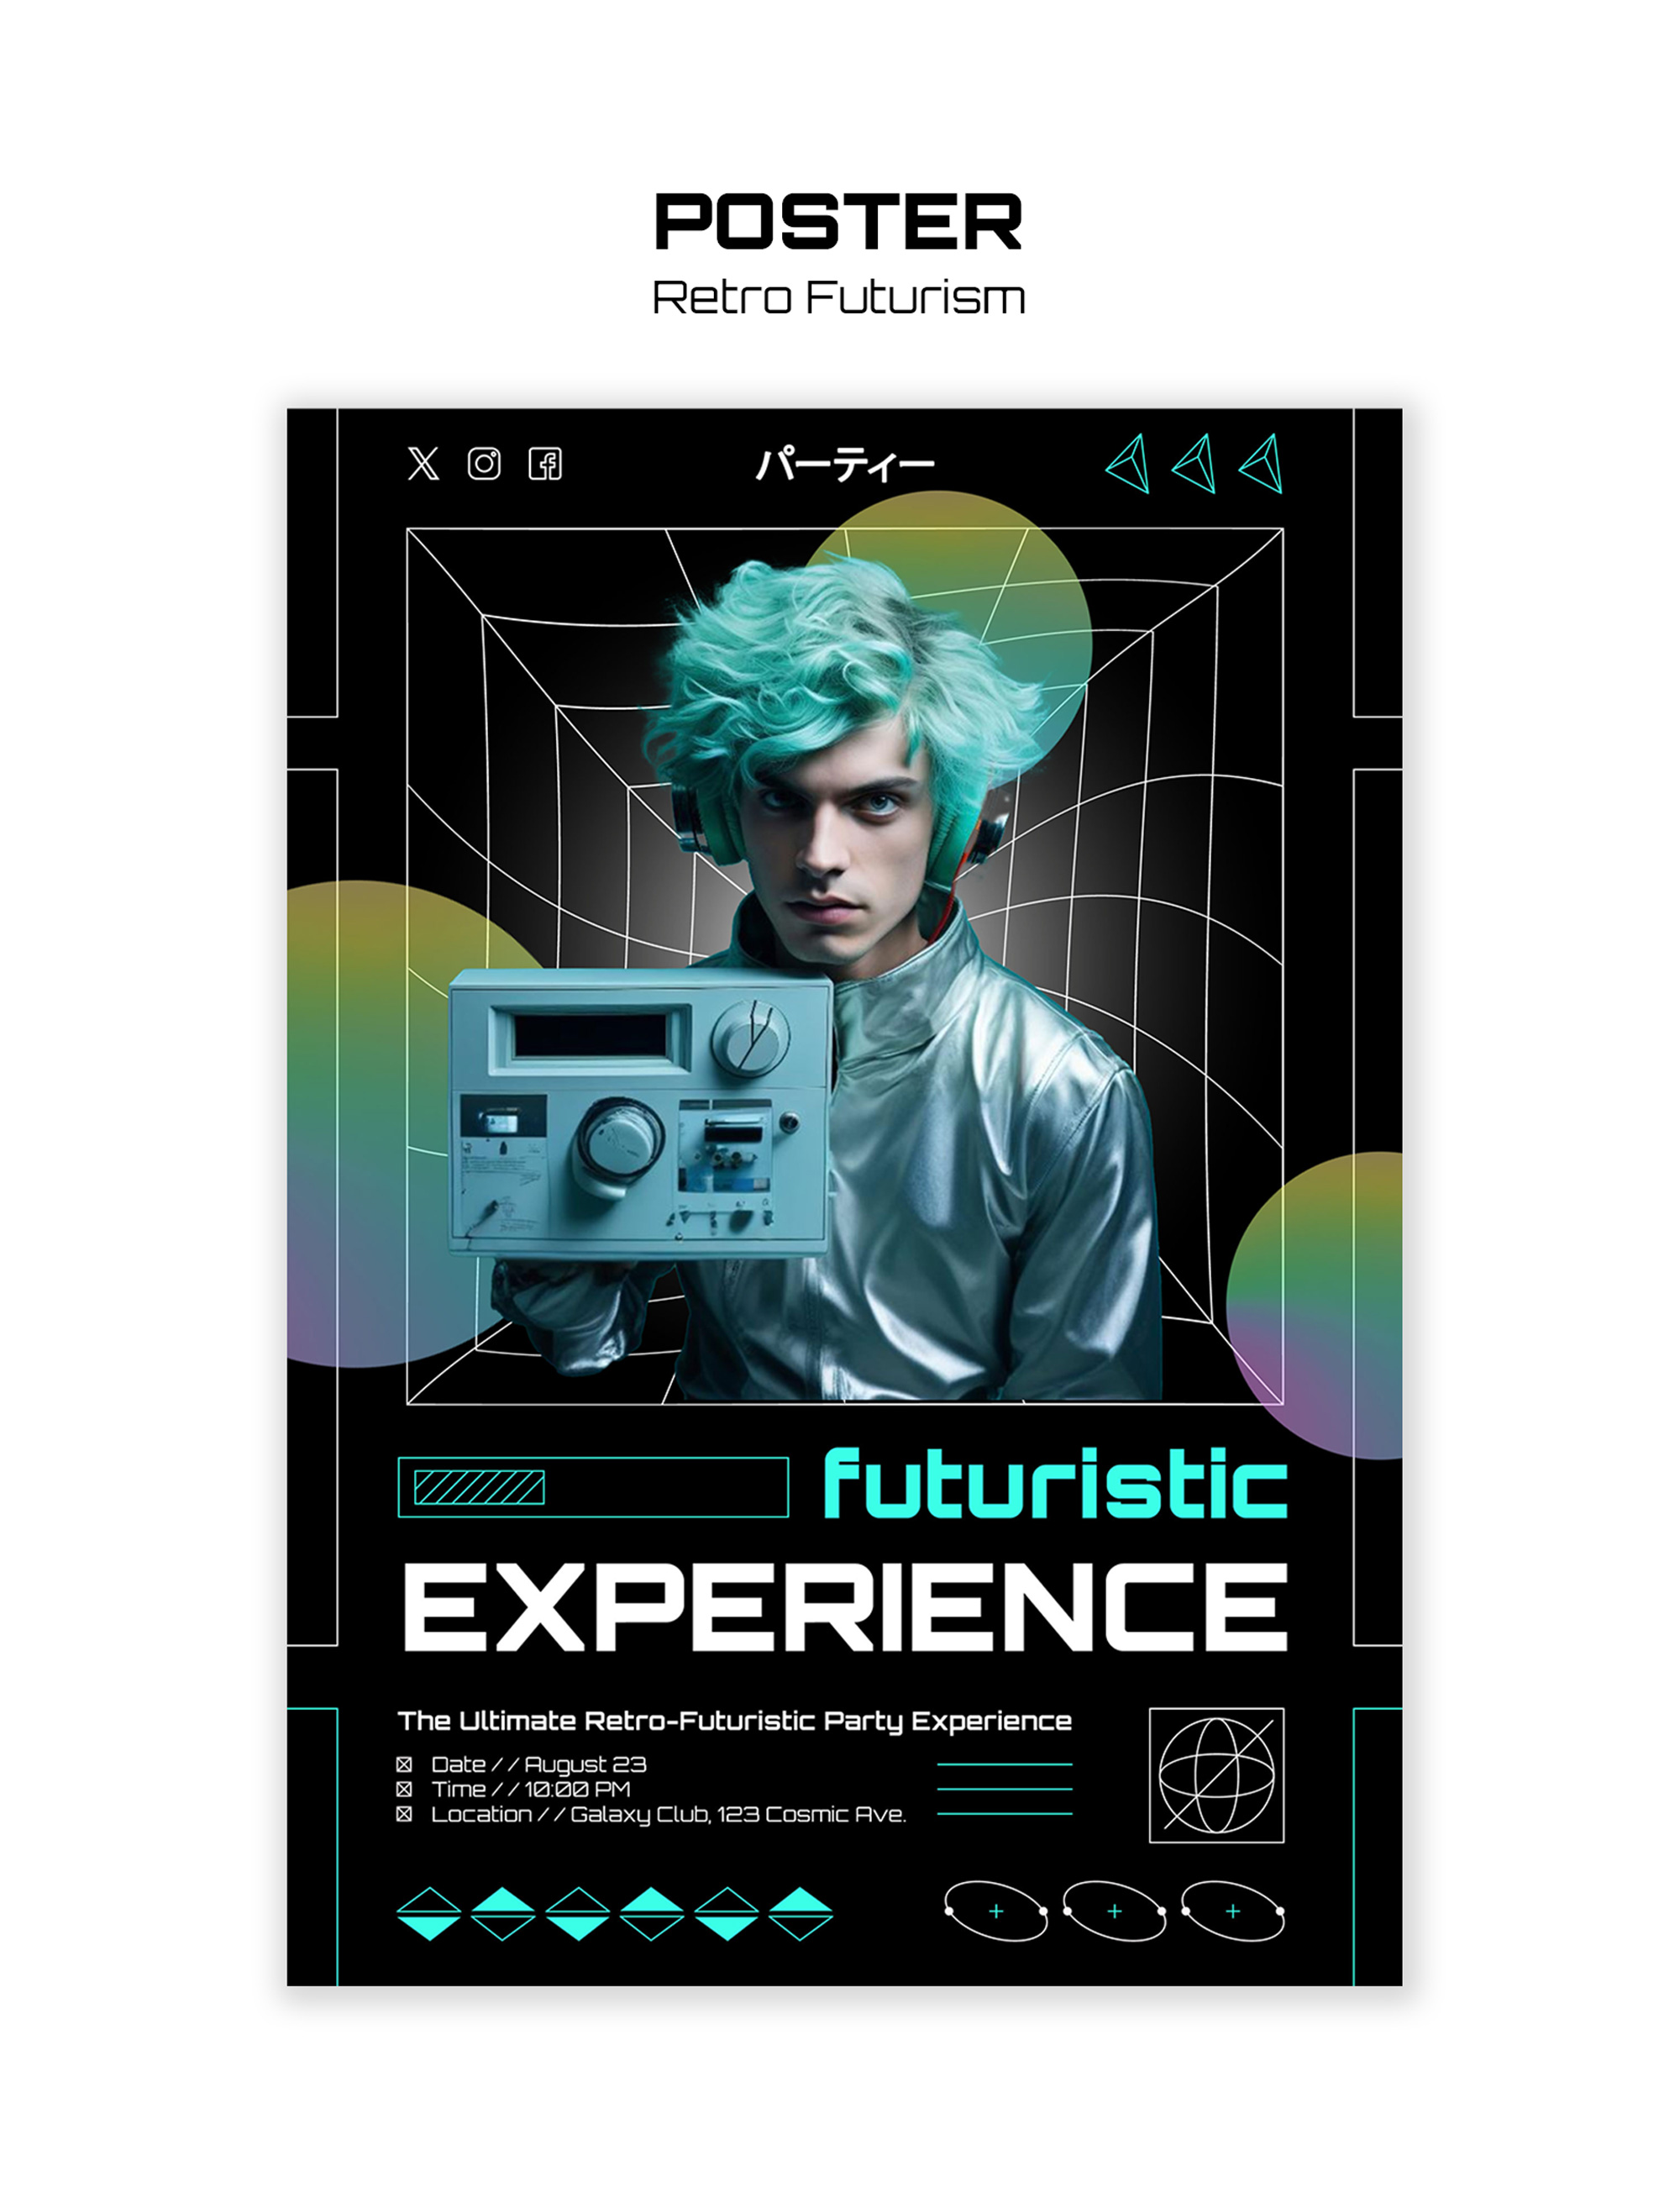 POSTER
Retro Futurism
パーティー
futuristic
EXPERIENCE
The Ultimate Retro-Futuristic Party Experience
Date // August 23
Time // 10:00 PM
Location // Galaxy Club, 123 Cosmic Ave.